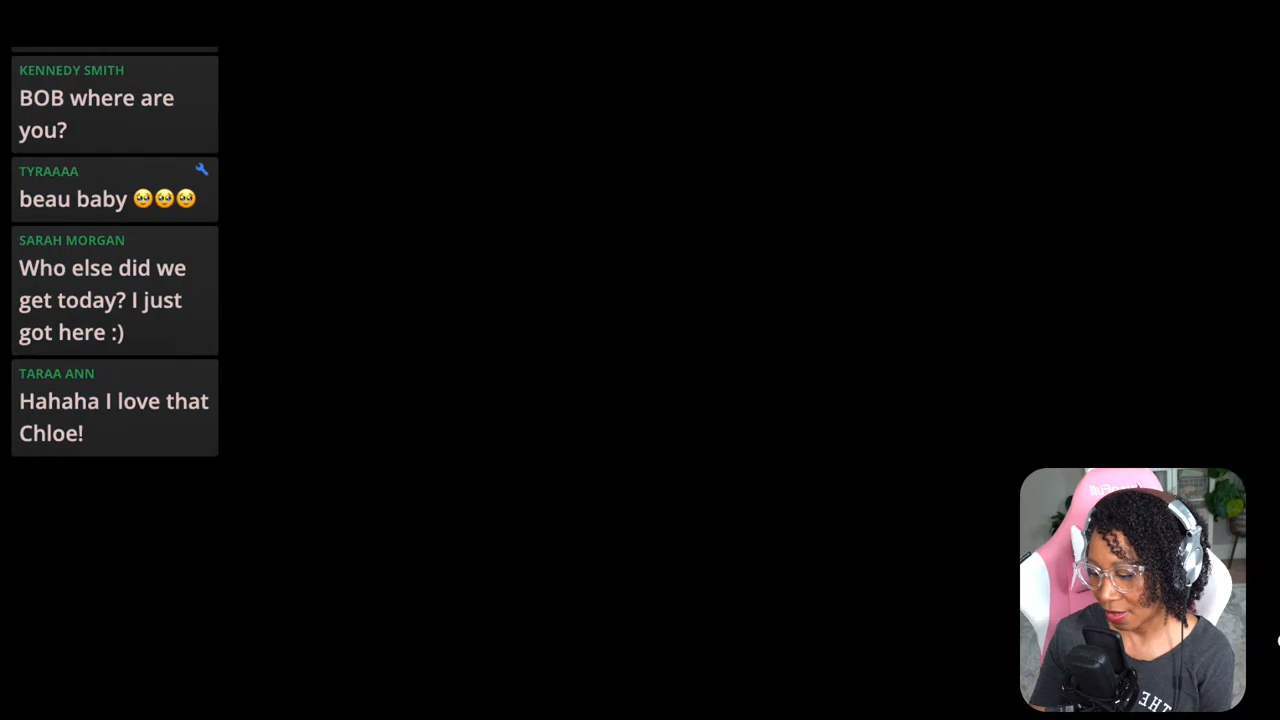 KENNEDY SMITH
BOB where are
you?
TYRAAAA
beau baby 🥹🥹🥹
SARAH MORGAN
Who else did we
get today? I just
got here :)
TARAA ANN
Hahaha I love that
Chloe!
THE